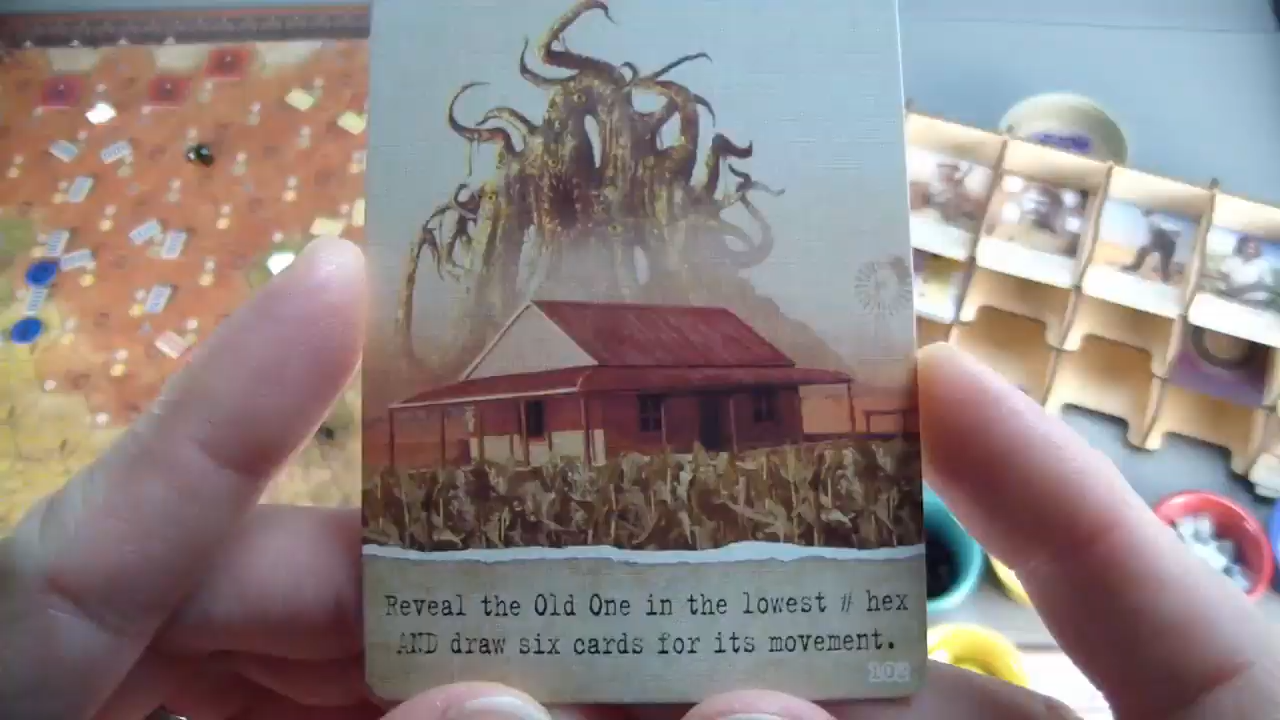 Reveal the Old One in the lowest # hex
AND draw six cards for its movement.
102